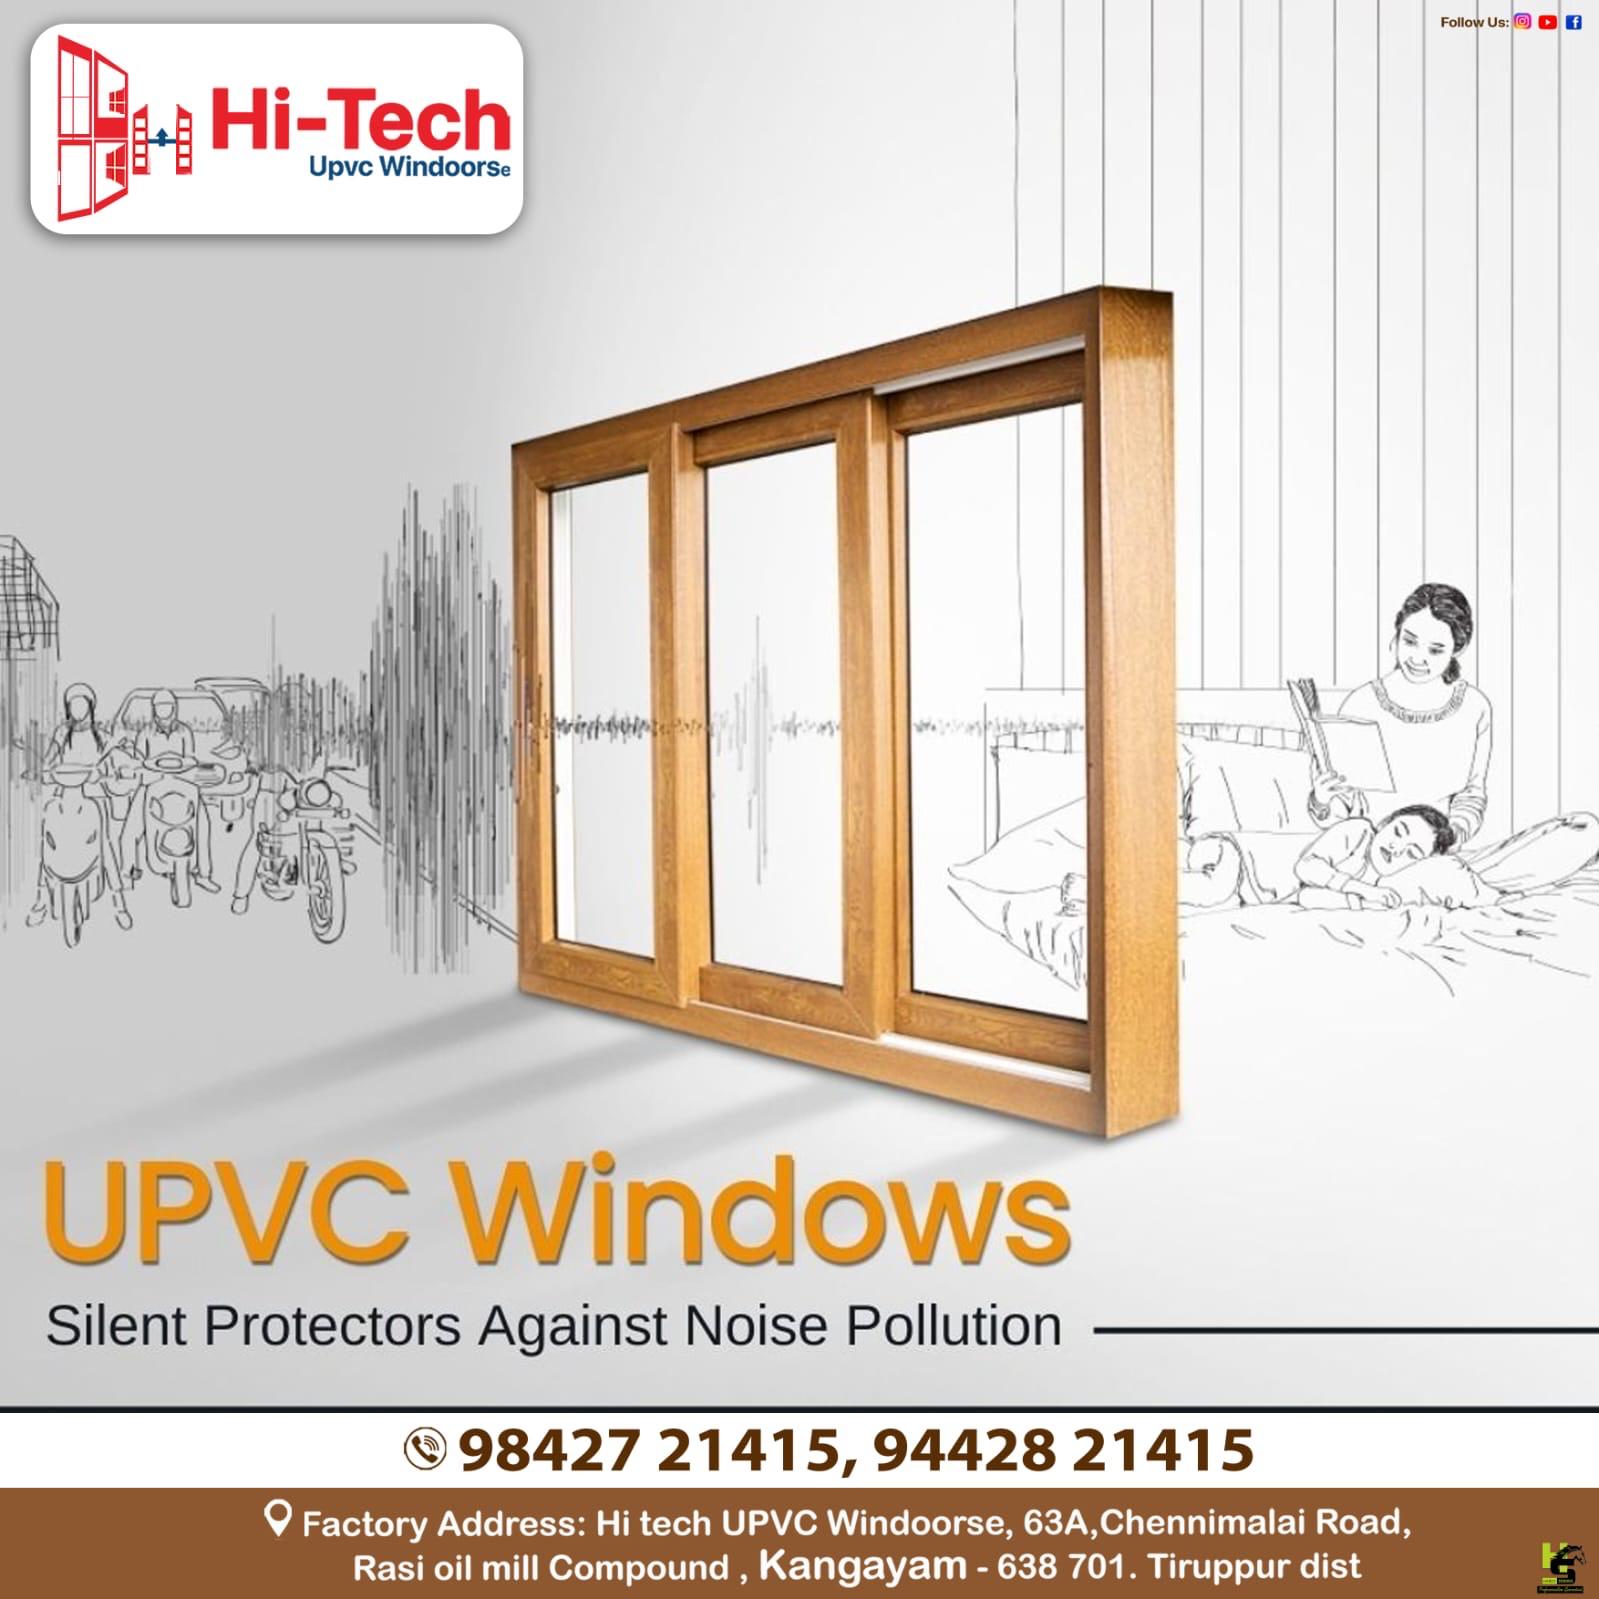 Follow Us:
Hi-Tech
Upvc Windoorse
UPVC Windows
Silent Protectors Against Noise Pollution
98427 21415, 94428 21415
Factory Address: Hi tech UPVC Windoorse, 63A,Chennimalai Road,
Rasi oil mill Compound , Kangayam - 638 701. Tiruppur dist